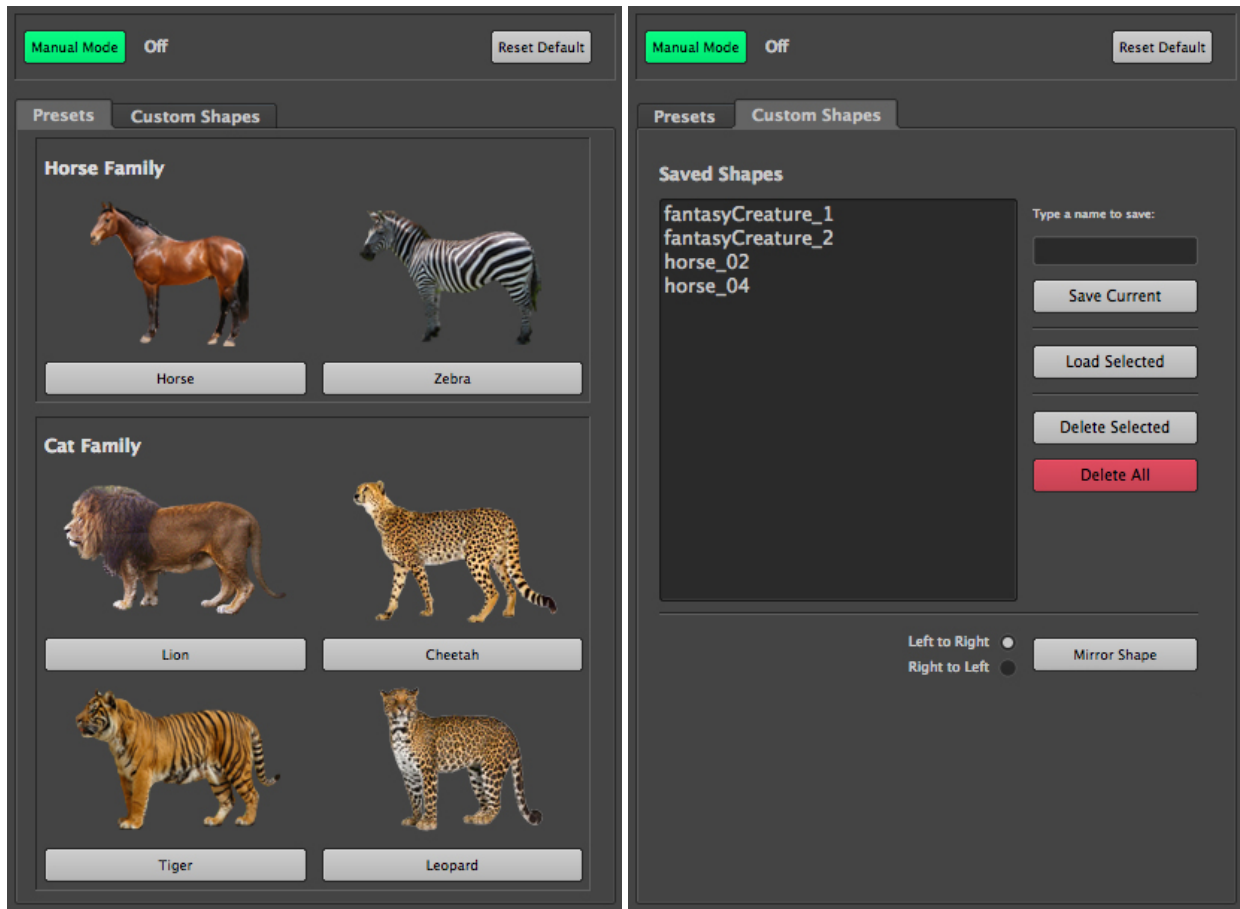 Manual Mode Off Reset Default
Presets Custom Shapes
Horse Family
Horse Zebra
Cat Family
Lion Cheetah
Tiger Leopard
Manual Mode Off Reset Default
Presets Custom Shapes
Saved Shapes
fantasyCreature_1
fantasyCreature_2
horse_02
horse_04
Type a name to save:
Save Current
Load Selected
Delete Selected
Delete All
Left to Right
Right to Left
Mirror Shape